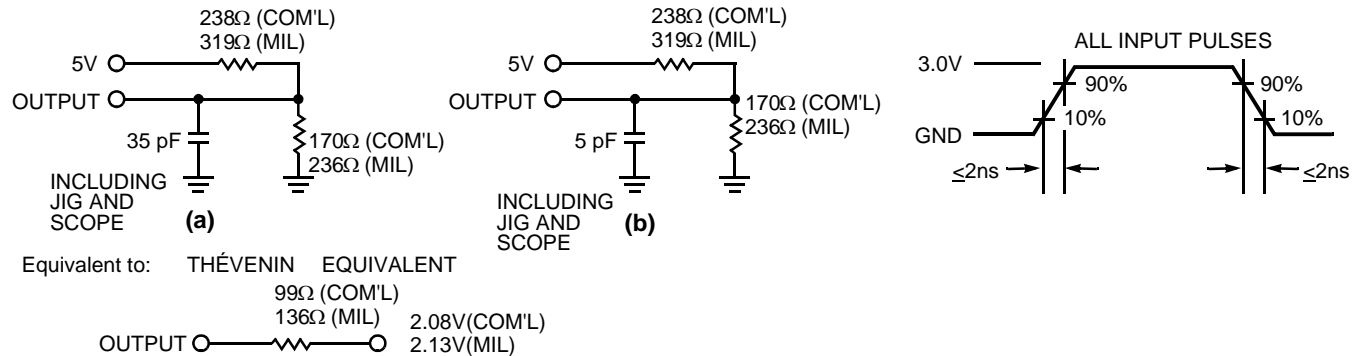 238Ω (COM'L)
319Ω (MIL)
5V
OUTPUT
35 pF
170Ω (COM'L)
236Ω (MIL)
INCLUDING
JIG AND
SCOPE
(a)
238Ω (COM'L)
319Ω (MIL)
5V
OUTPUT
170Ω (COM'L)
236Ω (MIL)
5 pF
INCLUDING
JIG AND
SCOPE
(b)
ALL INPUT PULSES
3.0V
90%
90%
10%
10%
GND
≤2ns
≤2ns
Equivalent to: THÉVENIN EQUIVALENT
99Ω (COM'L)
136Ω (MIL)
OUTPUT
2.08V(COM'L)
2.13V(MIL)